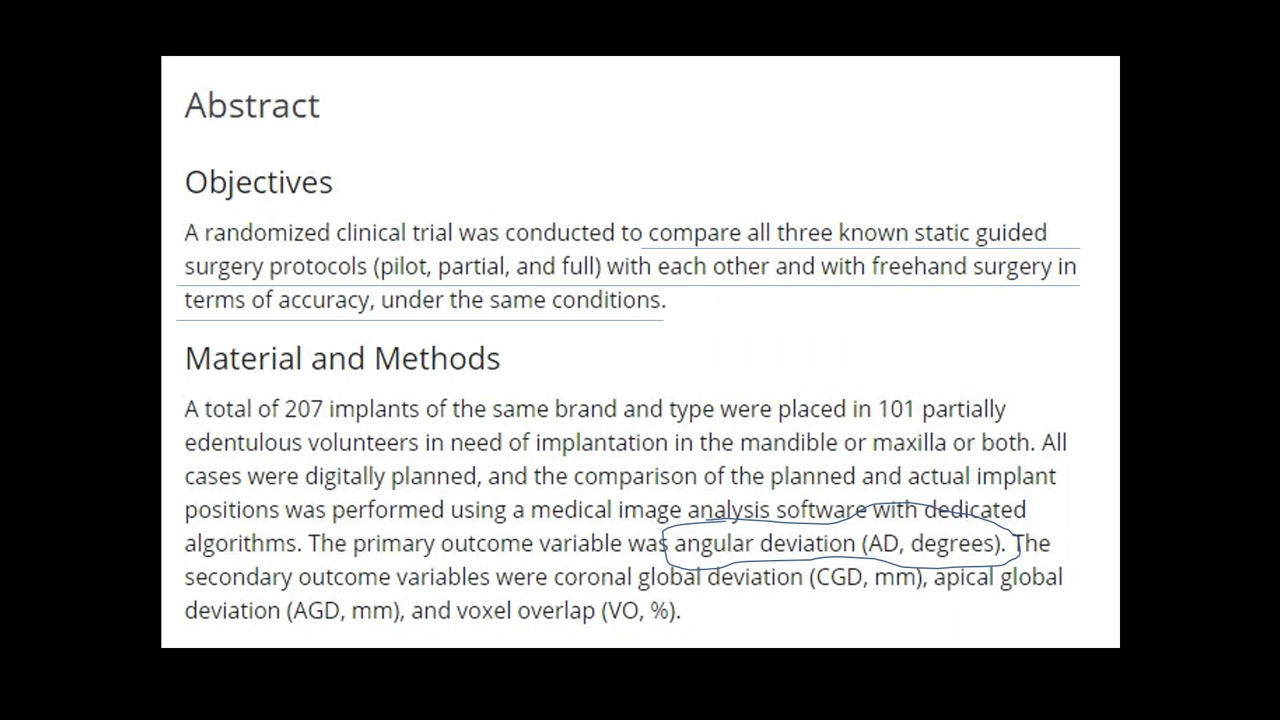 Abstract
Objectives
A randomized clinical trial was conducted to compare all three known static guided
surgery protocols (pilot, partial, and full) with each other and with freehand surgery in
terms of accuracy, under the same conditions.
Material and Methods
A total of 207 implants of the same brand and type were placed in 101 partially
edentulous volunteers in need of implantation in the mandible or maxilla or both. All
cases were digitally planned, and the comparison of the planned and actual implant
positions was performed using a medical image analysis software with dedicated
algorithms. The primary outcome variable was angular deviation (AD, degrees). The
secondary outcome variables were coronal global deviation (CGD, mm), apical global
deviation (AGD, mm), and voxel overlap (VO, %).